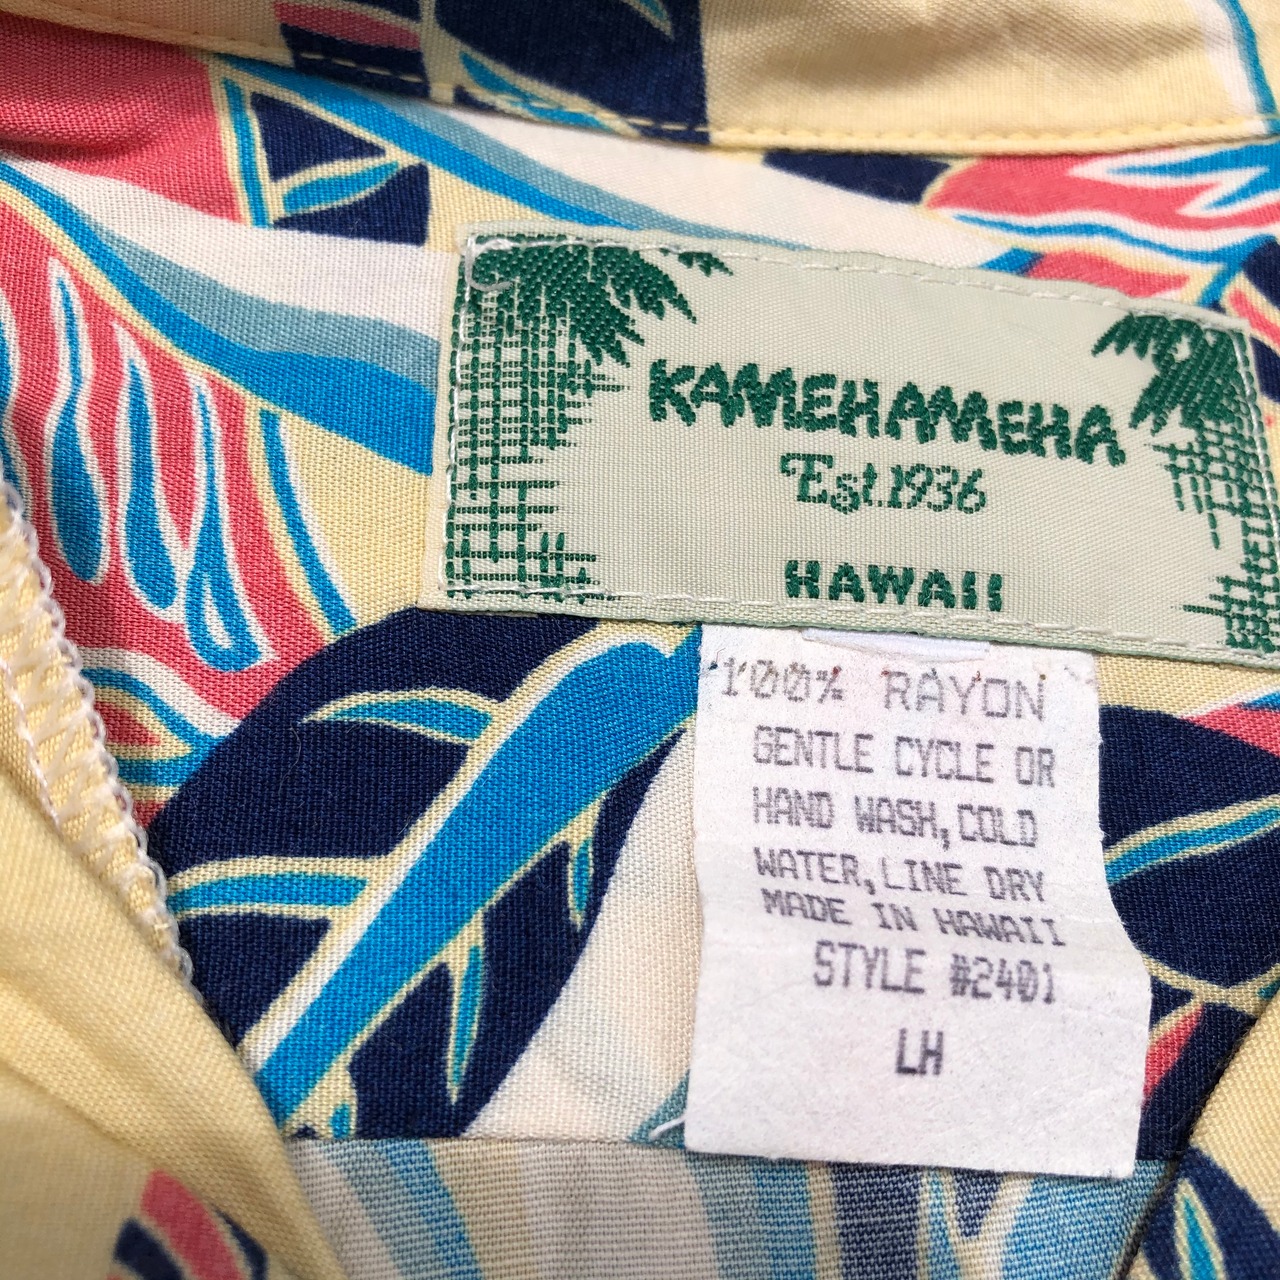 KAMEHAMEHA
Est.1936
HAWAII
100% RAYON
GENTLE CYCLE OR
HAND WASH,COLD
WATER,LINE DRY
MADE IN HAWAII
STYLE #2401
LH